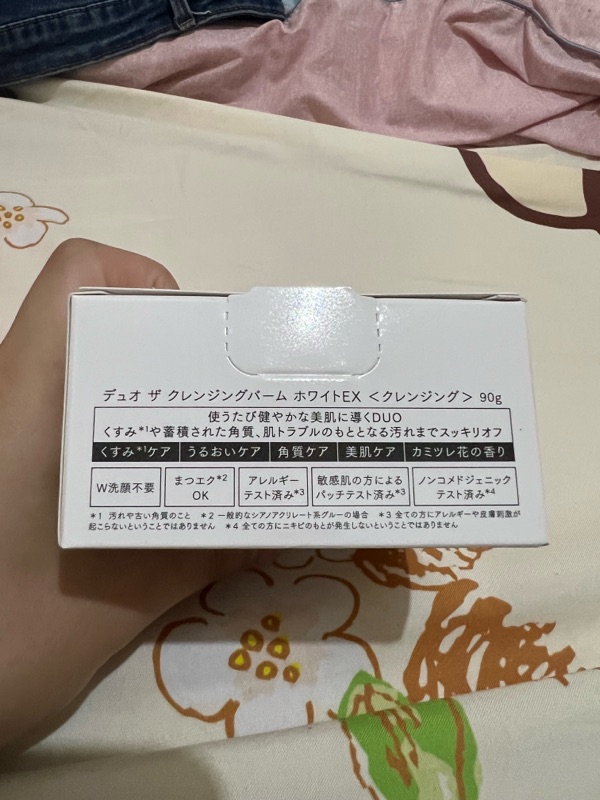 デュオ ザ クレンジングバーム ホワイトEX <クレンジング> 90g
使うたび健やかな美肌に導くDUO
くすみ*1や蓄積された角質、肌トラブルのもととなる汚れまでスッキリオフ
くすみ*1ケア うるおいケア 角質ケア 美肌ケア カミツレ花の香り
W洗顔不要
まつエク*2
OK
アレルギー
テスト済み*3
敏感肌の方による
パッチテスト済み*3
ノンコメドジェニック
テスト済み*4
*1 汚れや古い角質のこと *2 一般的なシアノアクリレート系グルーの場合 *3 全ての方にアレルギーや皮膚刺激が
起こらないということではありません *4 全ての方にニキビのもとが発生しないということではありません